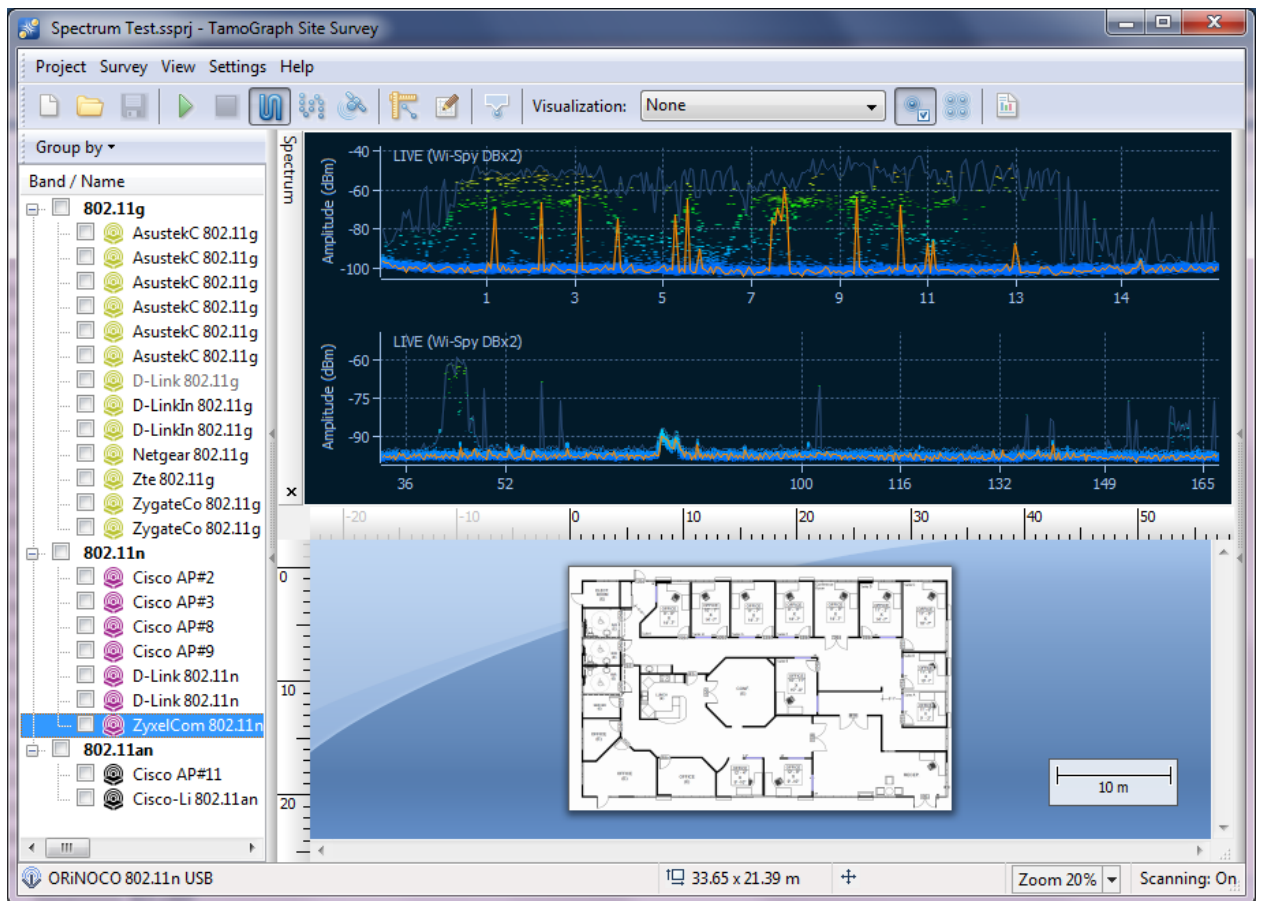 Spectrum Test.ssprj - TamoGraph Site Survey
Project Survey View Settings Help
Visualization: None
Group by
Band / Name
802.11g
AsustekC 802.11g
AsustekC 802.11g
AsustekC 802.11g
AsustekC 802.11g
AsustekC 802.11g
AsustekC 802.11g
D-Link 802.11g
D-LinkIn 802.11g
D-LinkIn 802.11g
Netgear 802.11g
Zte 802.11g
ZygateCo 802.11g
ZygateCo 802.11g
802.11n
Cisco AP#2
Cisco AP#3
Cisco AP#8
Cisco AP#9
D-Link 802.11n
D-Link 802.11n
ZyxelCom 802.11n
802.11an
Cisco AP#11
Cisco-Li 802.11an
Spectrum
x
LIVE (Wi-Spy DBx2)
Amplitude (dBm)
-40
-60
-80
-100
1 3 5 7 9 11 13 14
LIVE (Wi-Spy DBx2)
Amplitude (dBm)
-60
-75
-90
36 52 100 116 132 149 165
-20 -10 0 10 20 30 40 50
0
10
20
10 m
ORiNOCO 802.11n USB
33.65 x 21.39 m
Zoom 20%
Scanning: On